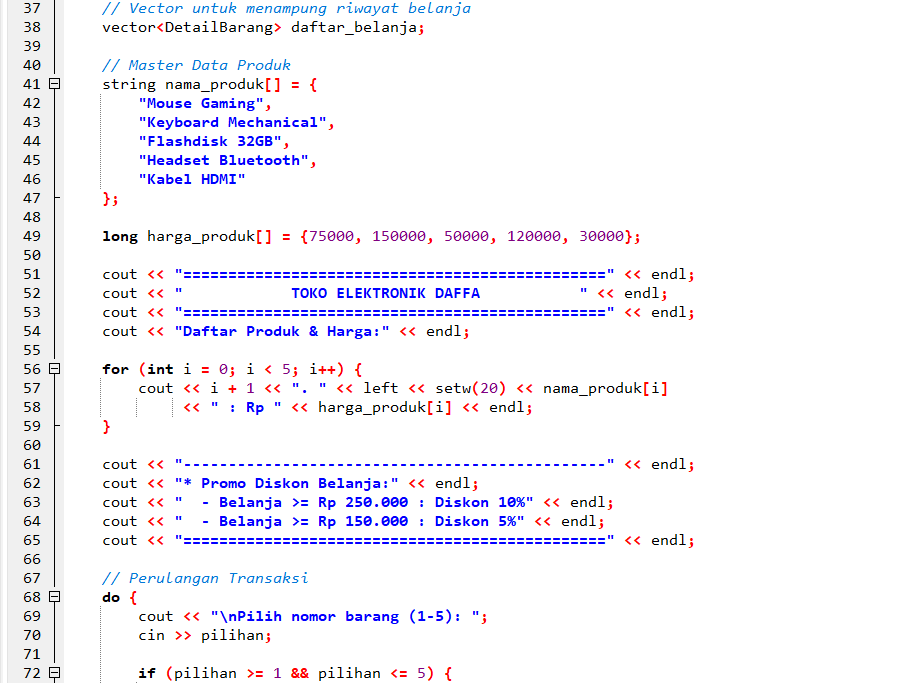 37 // Vector untuk menampung riwayat belanja
38 vector<DetailBarang> daftar_belanja;
39
40 // Master Data Produk
41 string nama_produk[] = {
42 "Mouse Gaming",
43 "Keyboard Mechanical",
44 "Flashdisk 32GB",
45 "Headset Bluetooth",
46 "Kabel HDMI"
47 };
48
49 long harga_produk[] = {75000, 150000, 50000, 120000, 30000};
50
51 cout << "===============================================" << endl;
52 cout << "            TOKO ELEKTRONIK DAFFA           " << endl;
53 cout << "===============================================" << endl;
54 cout << "Daftar Produk & Harga:" << endl;
55
56 for (int i = 0; i < 5; i++) {
57 cout << i + 1 << ". " << left << setw(20) << nama_produk[i]
58 << " : Rp " << harga_produk[i] << endl;
59 }
60
61 cout << "-----------------------------------------------" << endl;
62 cout << "* Promo Diskon Belanja:" << endl;
63 cout << "  - Belanja >= Rp 250.000 : Diskon 10%" << endl;
64 cout << "  - Belanja >= Rp 150.000 : Diskon 5%" << endl;
65 cout << "===============================================" << endl;
66
67 // Perulangan Transaksi
68 do {
69 cout << "\nPilih nomor barang (1-5): ";
70 cin >> pilihan;
71
72 if (pilihan >= 1 && pilihan <= 5) {